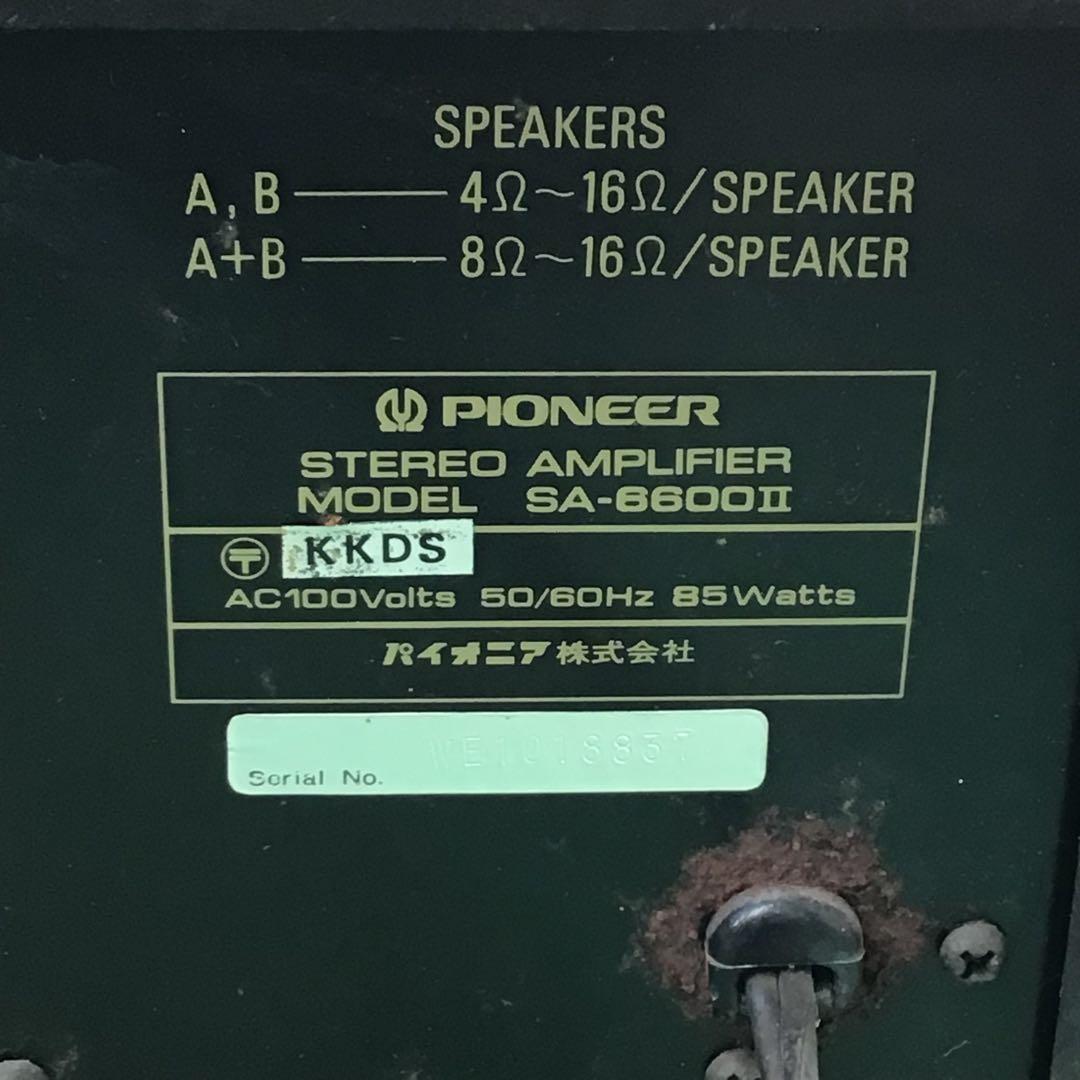 SPEAKERS
A, B 4Ω~16Ω/SPEAKER
A+B 8Ω~16Ω/SPEAKER
PIONEER
STEREO AMPLIFIER
MODEL SA-6600II
〒 KKDS
AC100Volts 50/60Hz 85Watts
パイオニア株式会社
WE1018837
Serial No.